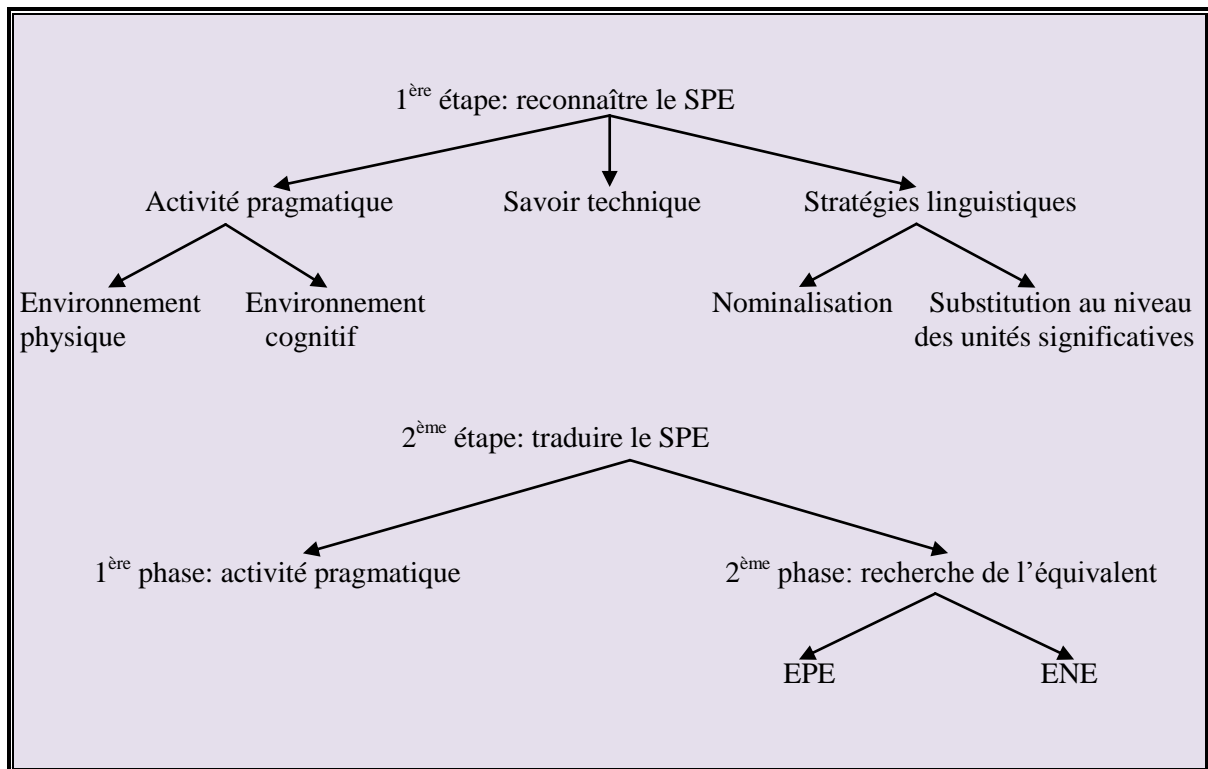 1ère étape: reconnaître le SPE
Activité pragmatique Savoir technique Stratégies linguistiques
Environnement physique Environnement cognitif Nominalisation Substitution au niveau des unités significatives
2ème étape: traduire le SPE
1ère phase: activité pragmatique 2ème phase: recherche de l’équivalent
EPE ENE